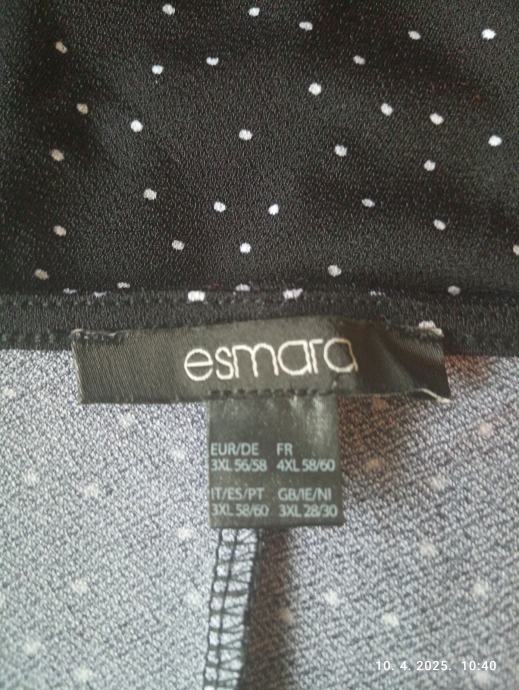 esmara
EUR/DE FR
3XL 56/58 4XL 58/60
IT/ES/PT GB/IE/NI
3XL 58/60 3XL 28/30
10. 4. 2025. 10:40